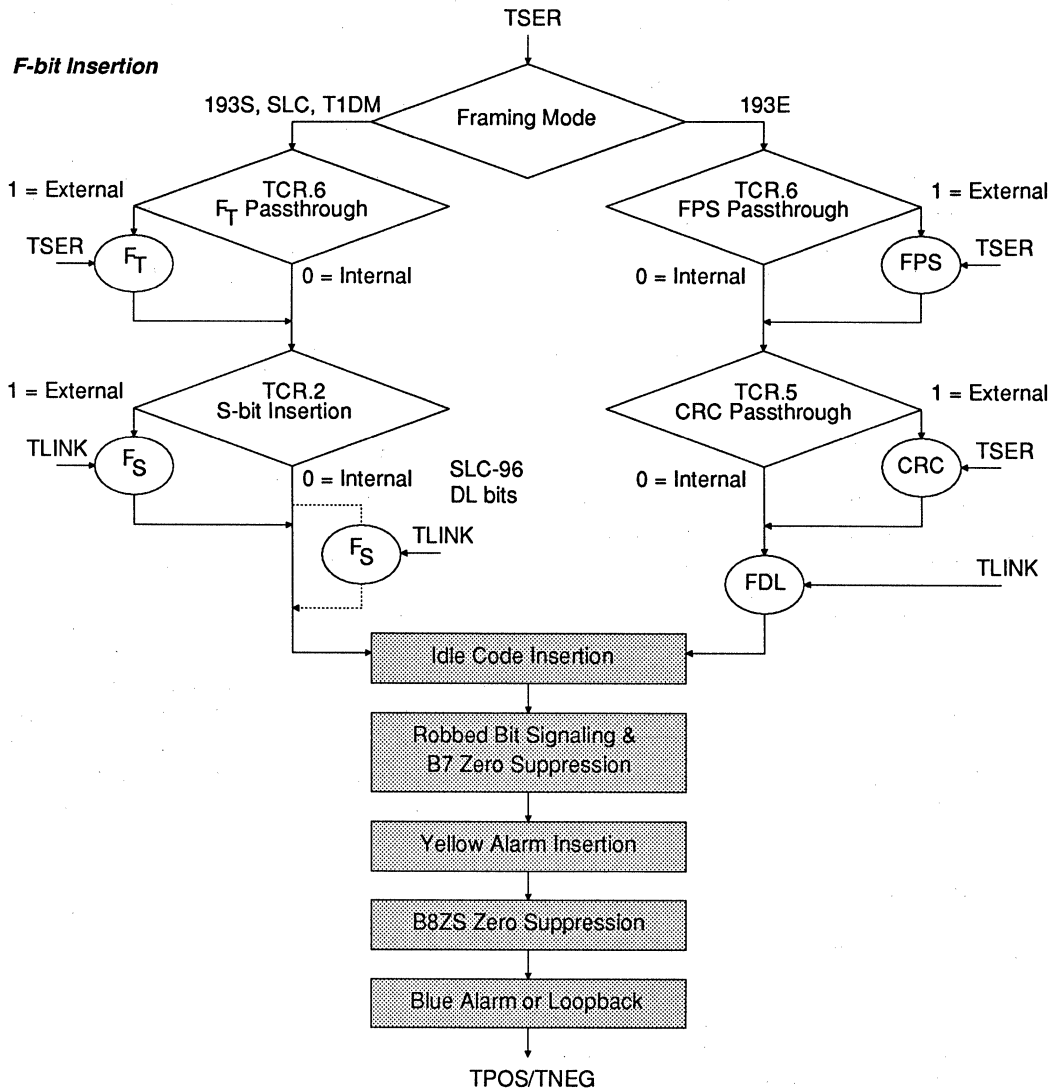 TSER
F-bit Insertion
193S, SLC, T1DM
Framing Mode
193E
1 = External
TCR.6
FT Passthrough
TSER
FT
0 = Internal
TCR.6
FPS Passthrough
1 = External
FPS
TSER
0 = Internal
1 = External
TCR.2
S-bit Insertion
TLINK
FS
0 = Internal
SLC-96
DL bits
FS
TLINK
TCR.5
CRC Passthrough
1 = External
CRC
TSER
0 = Internal
FDL
TLINK
Idle Code Insertion
Robbed Bit Signaling &
B7 Zero Suppression
Yellow Alarm Insertion
B8ZS Zero Suppression
Blue Alarm or Loopback
TPOS/TNEG